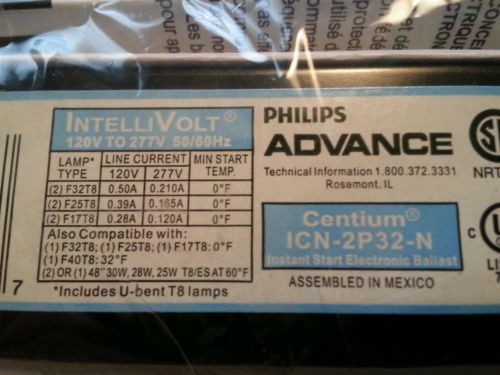 INTELLIVOLT®
120V TO 277V 50/60Hz
LAMP* TYPE LINE CURRENT MIN START TEMP.
120V 277V
(2) F32T8 0.50A 0.210A 0°F
(2) F25T8 0.39A 0.165A 0°F
(2) F17T8 0.28A 0.120A 0°F
Also Compatible with:
(1) F32T8; (1) F25T8; (1) F17T8: 0°F
(1) F40T8: 32°F
(2) OR (1) 48" 30W, 28W, 25W T8/ES AT 60°F
*Includes U-bent T8 lamps
7
PHILIPS
ADVANCE
Technical Information 1.800.372.3331
Rosemont, IL
Centium®
ICN-2P32-N
Instant Start Electronic Ballast
ASSEMBLED IN MEXICO
NRT
C